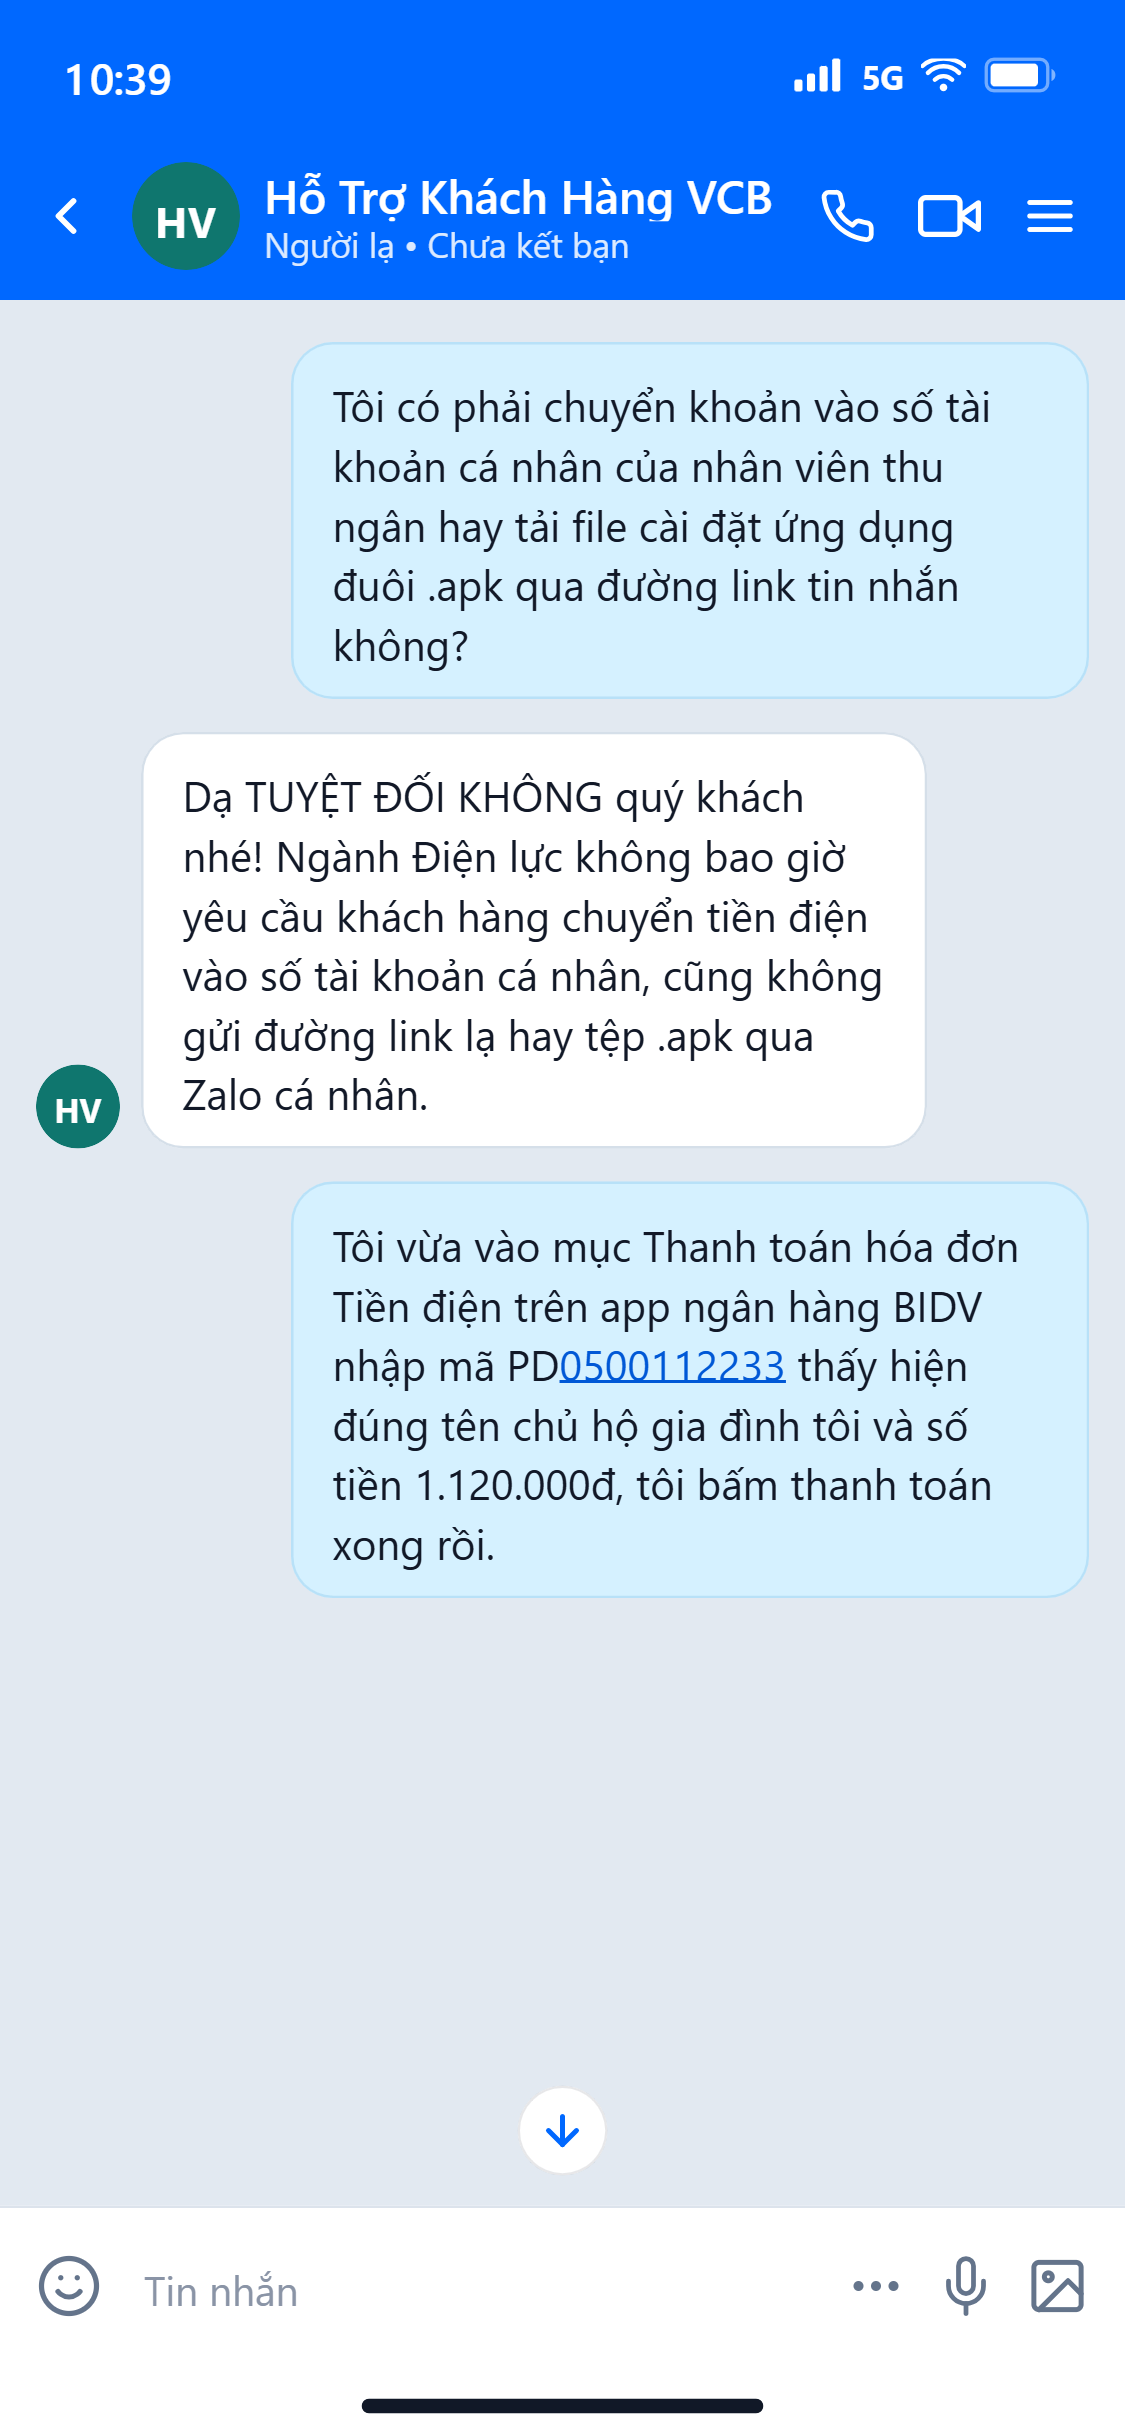 10:39
5G
HV
Hỗ Trợ Khách Hàng VCB
Người lạ • Chưa kết bạn
Tôi có phải chuyển khoản vào số tài
khoản cá nhân của nhân viên thu
ngân hay tải file cài đặt ứng dụng
đuôi .apk qua đường link tin nhắn
không?
Dạ TUYỆT ĐỐI KHÔNG quý khách
nhé! Ngành Điện lực không bao giờ
yêu cầu khách hàng chuyển tiền điện
vào số tài khoản cá nhân, cũng không
gửi đường link lạ hay tệp .apk qua
Zalo cá nhân.
HV
Tôi vừa vào mục Thanh toán hóa đơn
Tiền điện trên app ngân hàng BIDV
nhập mã PD0500112233 thấy hiện
đúng tên chủ hộ gia đình tôi và số
tiền 1.120.000đ, tôi bấm thanh toán
xong rồi.
Tin nhắn